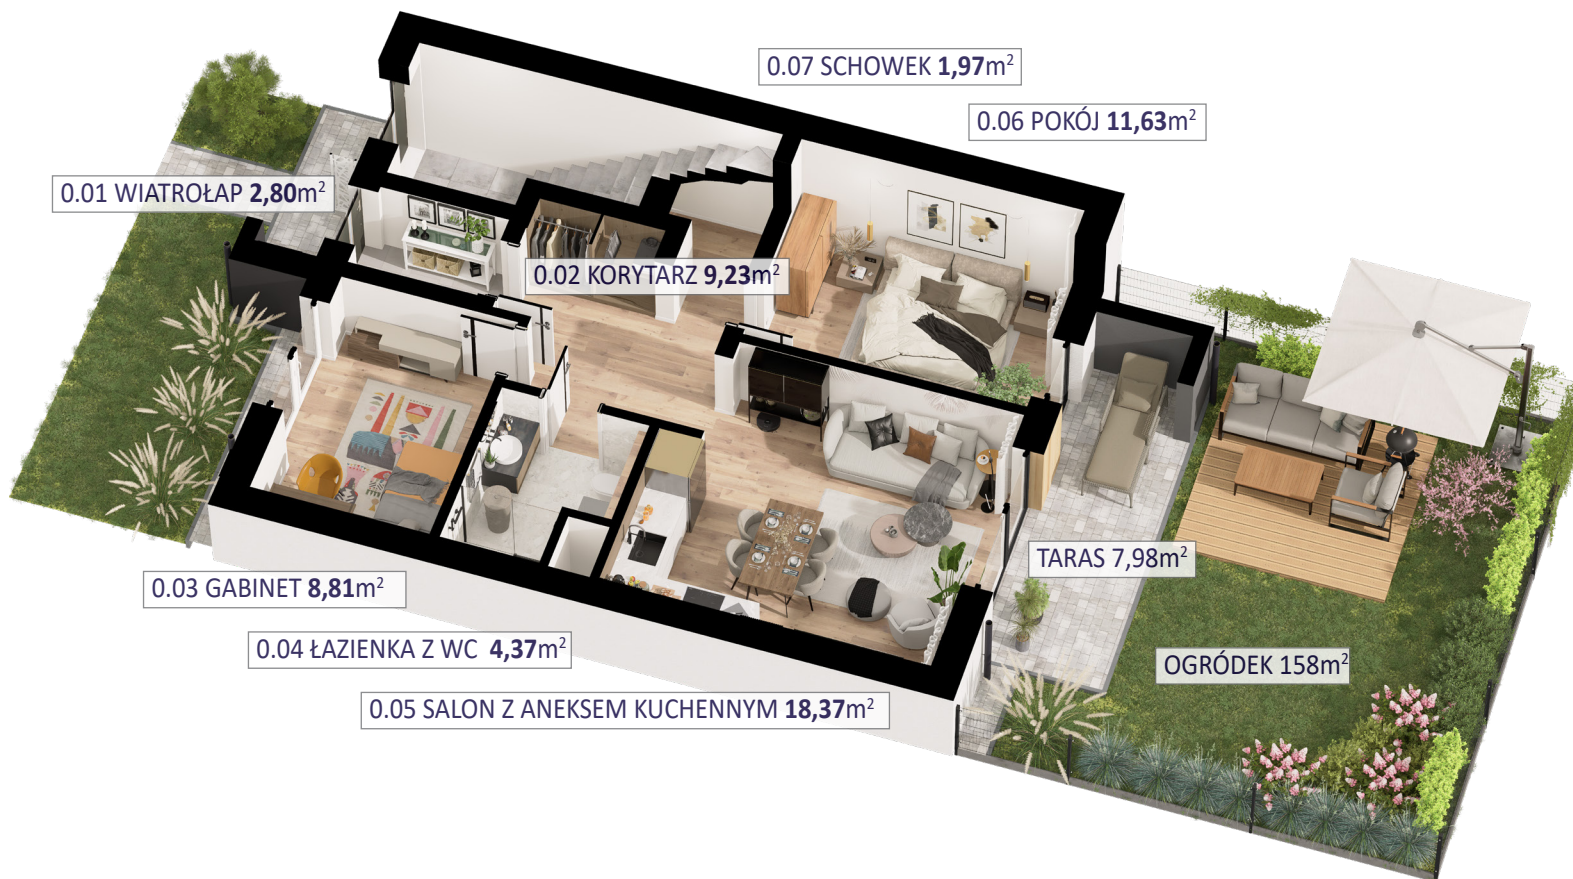 0.07 SCHOWEK 1,97m²
0.06 POKÓJ 11,63m²
0.01 WIATROŁAP 2,80m²
0.02 KORYTARZ 9,23m²
TARAS 7,98m²
0.03 GABINET 8,81m²
0.04 ŁAZIENKA Z WC 4,37m²
OGRÓDEK 158m²
0.05 SALON Z ANEKSEM KUCHENNYM 18,37m²